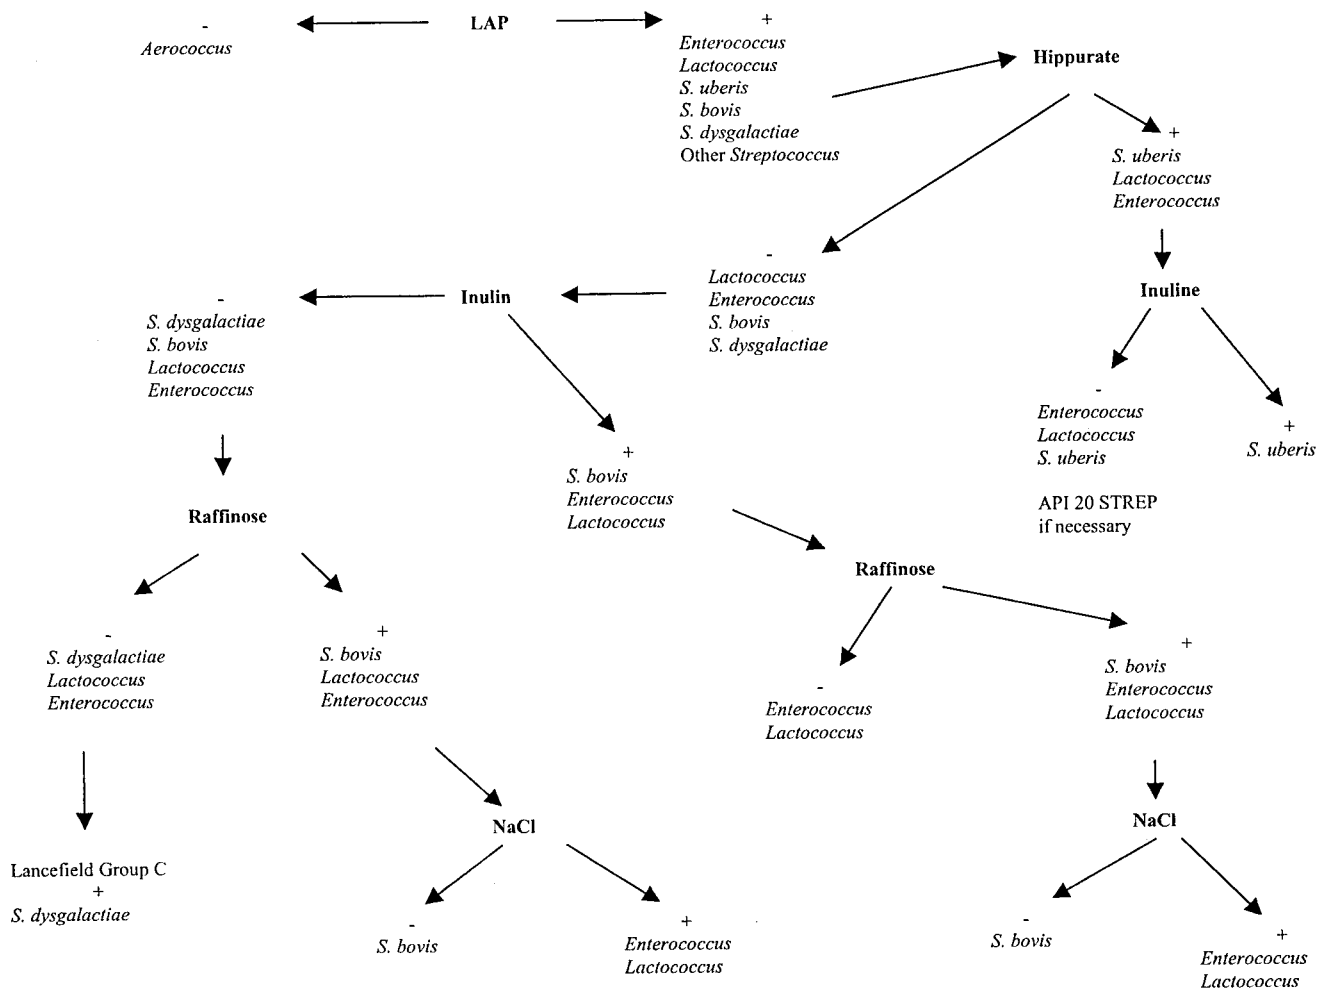 -
Aerococcus
LAP
+
Enterococcus
Lactococcus
S. uberis
S. bovis
S. dysgalactiae
Other Streptococcus
Hippurate
+
S. uberis
Lactococcus
Enterococcus
-
Lactococcus
Enterococcus
S. bovis
S. dysgalactiae
Inuline
-
Enterococcus
Lactococcus
S. uberis
API 20 STREP
if necessary
+
S. uberis
Inulin
-
S. dysgalactiae
S. bovis
Lactococcus
Enterococcus
+
S. bovis
Enterococcus
Lactococcus
Raffinose
-
S. dysgalactiae
Lactococcus
Enterococcus
+
S. bovis
Lactococcus
Enterococcus
Lancefield Group C
+
S. dysgalactiae
NaCl
-
S. bovis
+
Enterococcus
Lactococcus
Raffinose
-
Enterococcus
Lactococcus
+
S. bovis
Enterococcus
Lactococcus
NaCl
-
S. bovis
+
Enterococcus
Lactococcus